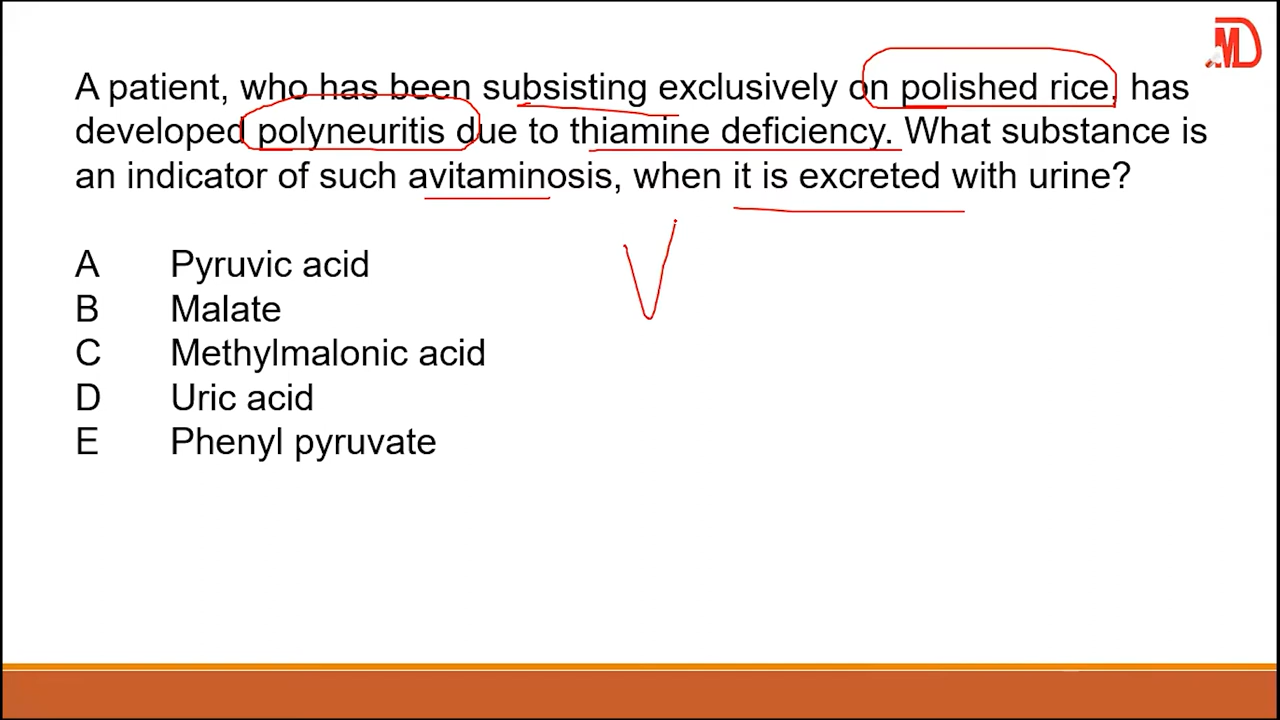 MD
A patient, who has been subsisting exclusively on polished rice, has
developed polyneuritis due to thiamine deficiency. What substance is
an indicator of such avitaminosis, when it is excreted with urine?
A Pyruvic acid
B Malate
C Methylmalonic acid
D Uric acid
E Phenyl pyruvate
V